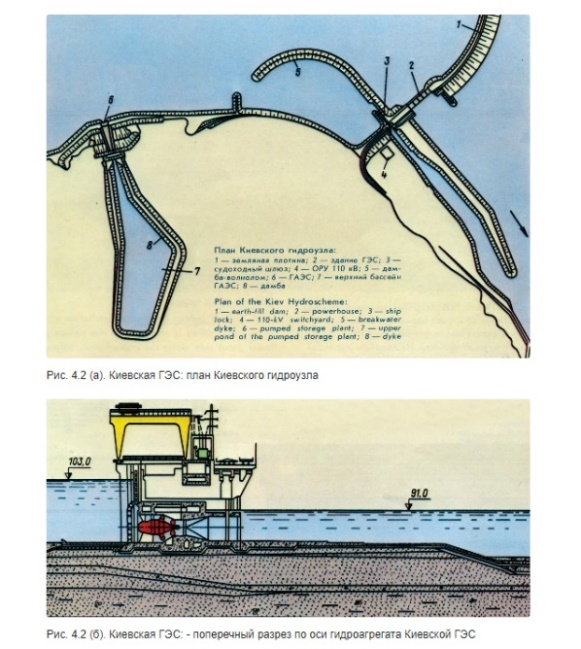 1
5
3
2
6
4
8
7
План Киевского гидроузла:
1 — земляная плотина; 2 — здание ГЭС; 3 —
судоходный шлюз; 4 — ОРУ 110 кВ; 5 — дам-
ба-волнолом; 6 — ГАЭС; 7 — верхний бассейн
ГАЭС; 8 — дамба
Plan of the Kiev Hydroscheme:
1 — earth-fill dam; 2 — powerhouse; 3 — ship
lock; 4 — 110-kV switchyard; 5 — breakwater
dyke; 6 — pumped storage plant; 7 — upper
pond of the pumped storage plant; 8 — dyke
Рис. 4.2 (а). Киевская ГЭС: план Киевского гидроузла
103,0
91.0
Рис. 4.2 (б). Киевская ГЭС: - поперечный разрез по оси гидроагрегата Киевской ГЭС